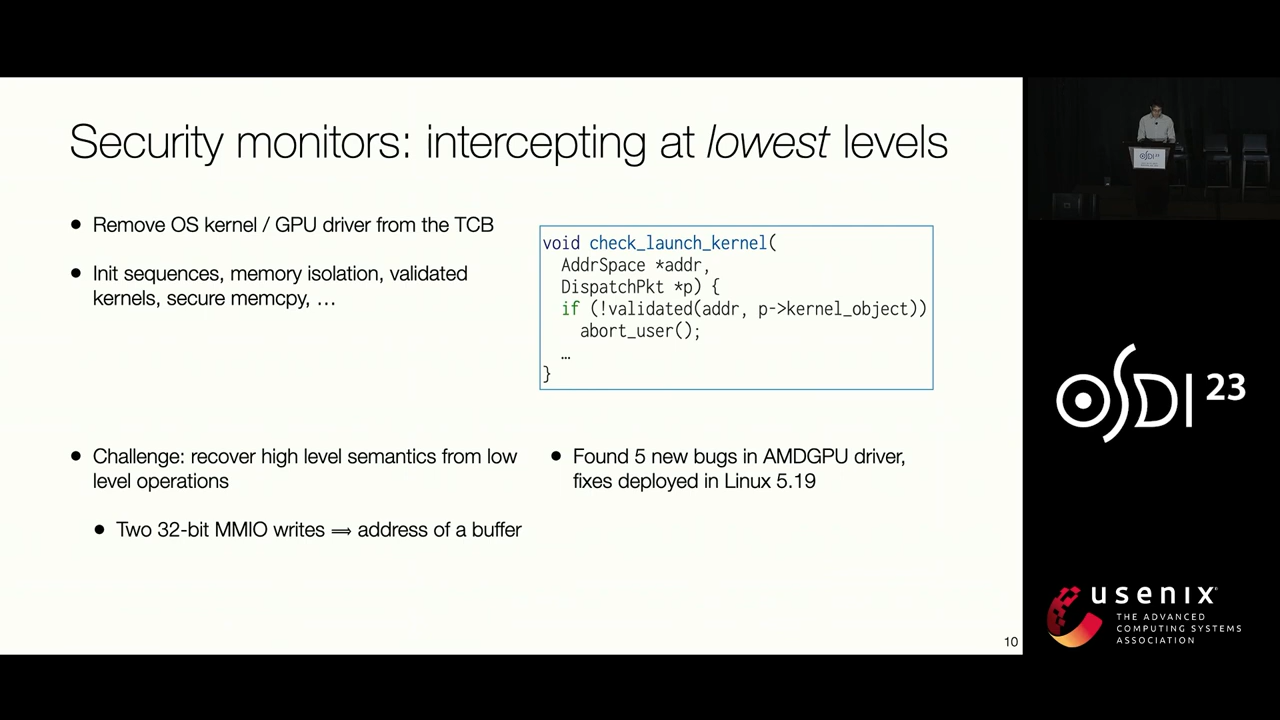 Security monitors: intercepting at lowest levels
● Remove OS kernel / GPU driver from the TCB
● Init sequences, memory isolation, validated
kernels, secure memcpy, …
void check_launch_kernel(
AddrSpace *addr,
DispatchPkt *p) {
if (!validated(addr, p->kernel_object))
abort_user();
…
}
● Challenge: recover high level semantics from low
level operations
● Two 32-bit MMIO writes ⟹ address of a buffer
● Found 5 new bugs in AMDGPU driver,
fixes deployed in Linux 5.19
10
OSDI 23
OSDI 23
usenix
THE ADVANCED
COMPUTING SYSTEMS
ASSOCIATION